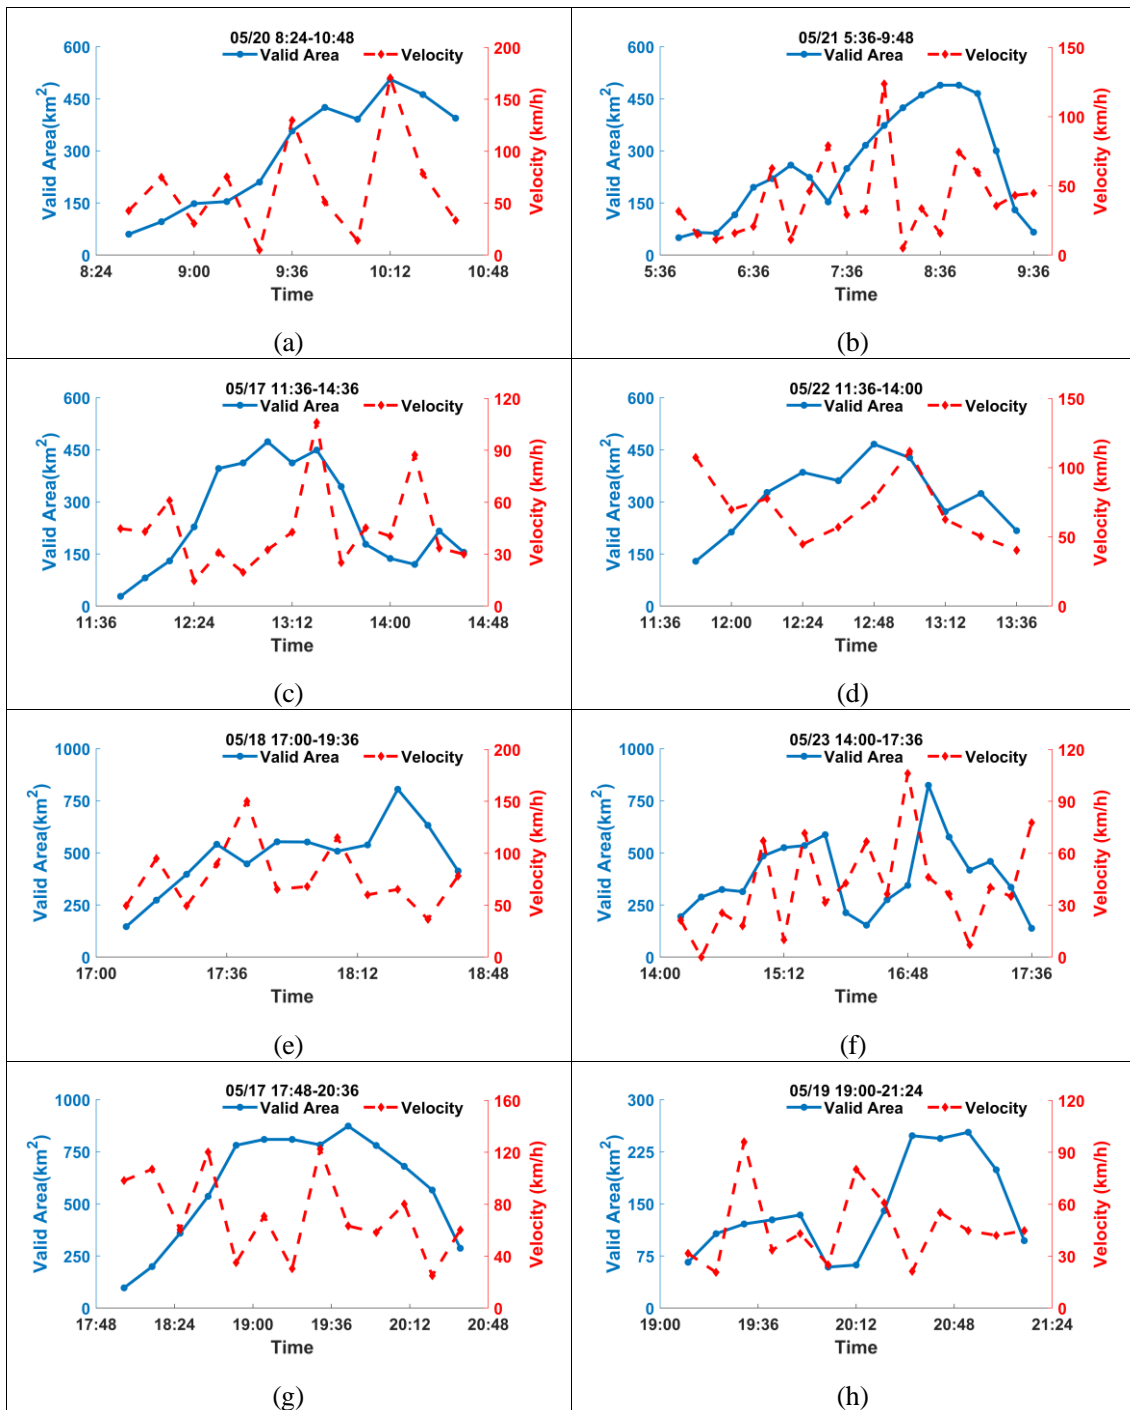 05/20 8:24-10:48
Valid Area Velocity
600 450 300 150 0
Valid Area(km2)
200 150 100 50 0
Velocity (km/h)
8:24 9:00 9:36 10:12 10:48
Time
(a)
05/21 5:36-9:48
Valid Area Velocity
600 450 300 150 0
Valid Area(km2)
150 100 50 0
Velocity (km/h)
5:36 6:36 7:36 8:36 9:36
Time
(b)
05/17 11:36-14:36
Valid Area Velocity
600 450 300 150 0
Valid Area(km2)
120 90 60 30 0
Velocity (km/h)
11:36 12:24 13:12 14:00 14:48
Time
(c)
05/22 11:36-14:00
Valid Area Velocity
600 450 300 150 0
Valid Area(km2)
150 100 50 0
Velocity (km/h)
11:36 12:00 12:24 12:48 13:12 13:36
Time
(d)
05/18 17:00-19:36
Valid Area Velocity
1000 750 500 250 0
Valid Area(km2)
200 150 100 50 0
Velocity (km/h)
17:00 17:36 18:12 18:48
Time
(e)
05/23 14:00-17:36
Valid Area Velocity
1000 750 500 250 0
Valid Area(km2)
120 90 60 30 0
Velocity (km/h)
14:00 15:12 16:48 17:36
Time
(f)
05/17 17:48-20:36
Valid Area Velocity
1000 750 500 250 0
Valid Area(km2)
160 120 80 40 0
Velocity (km/h)
17:48 18:24 19:00 19:36 20:12 20:48
Time
(g)
05/19 19:00-21:24
Valid Area Velocity
300 225 150 75 0
Valid Area(km2)
120 90 60 30 0
Velocity (km/h)
19:00 19:36 20:12 20:48 21:24
Time
(h)